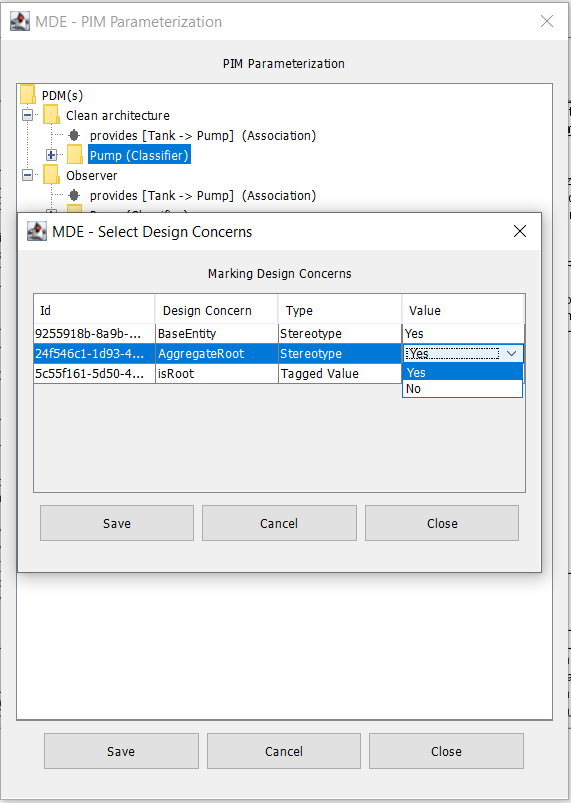 MDE - PIM Parameterization
PIM Parameterization
PDM(s)
Clean architecture
provides [Tank -> Pump] (Association)
Pump (Classifier)
Observer
provides [Tank -> Pump] (Association)
MDE - Select Design Concerns
Marking Design Concerns
Id Design Concern Type Value
9255918b-8a9b-... BaseEntity Stereotype Yes
24f546c1-1d93-4... AggregateRoot Stereotype Yes
5c55f161-5d50-4... isRoot Tagged Value Yes
No
Save Cancel Close
Save Cancel Close